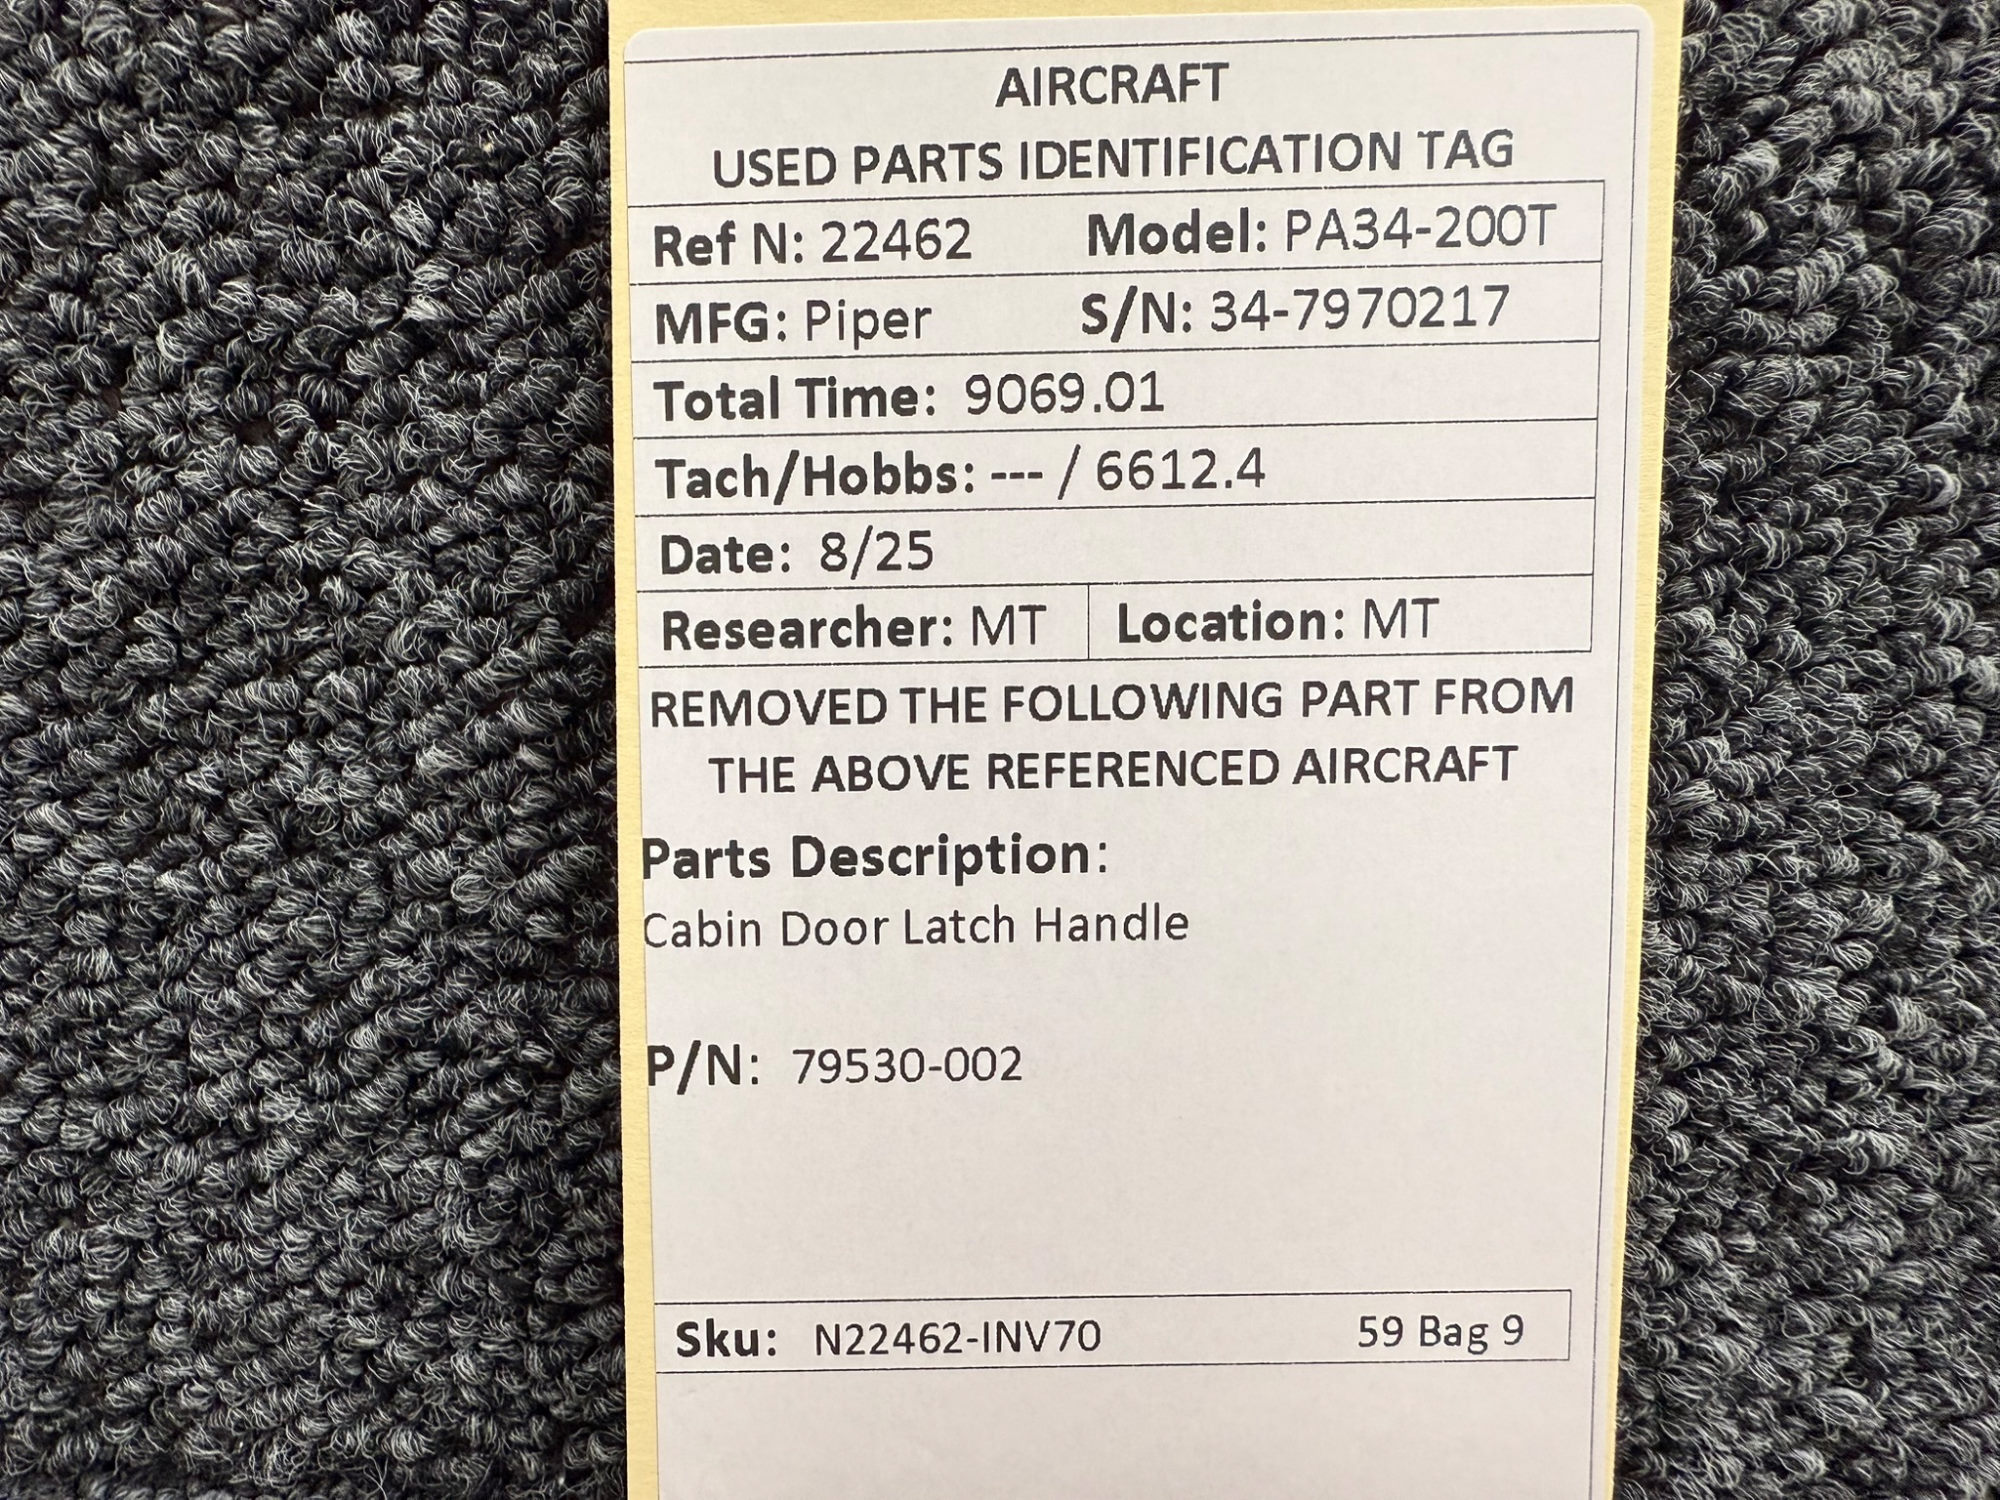 AIRCRAFT
USED PARTS IDENTIFICATION TAG
Ref N: 22462 Model: PA34-200T
MFG: Piper S/N: 34-7970217
Total Time: 9069.01
Tach/Hobbs: --- / 6612.4
Date: 8/25
Researcher: MT Location: MT
REMOVED THE FOLLOWING PART FROM
THE ABOVE REFERENCED AIRCRAFT
Parts Description:
Cabin Door Latch Handle
P/N: 79530-002
Sku: N22462-INV70 59 Bag 9